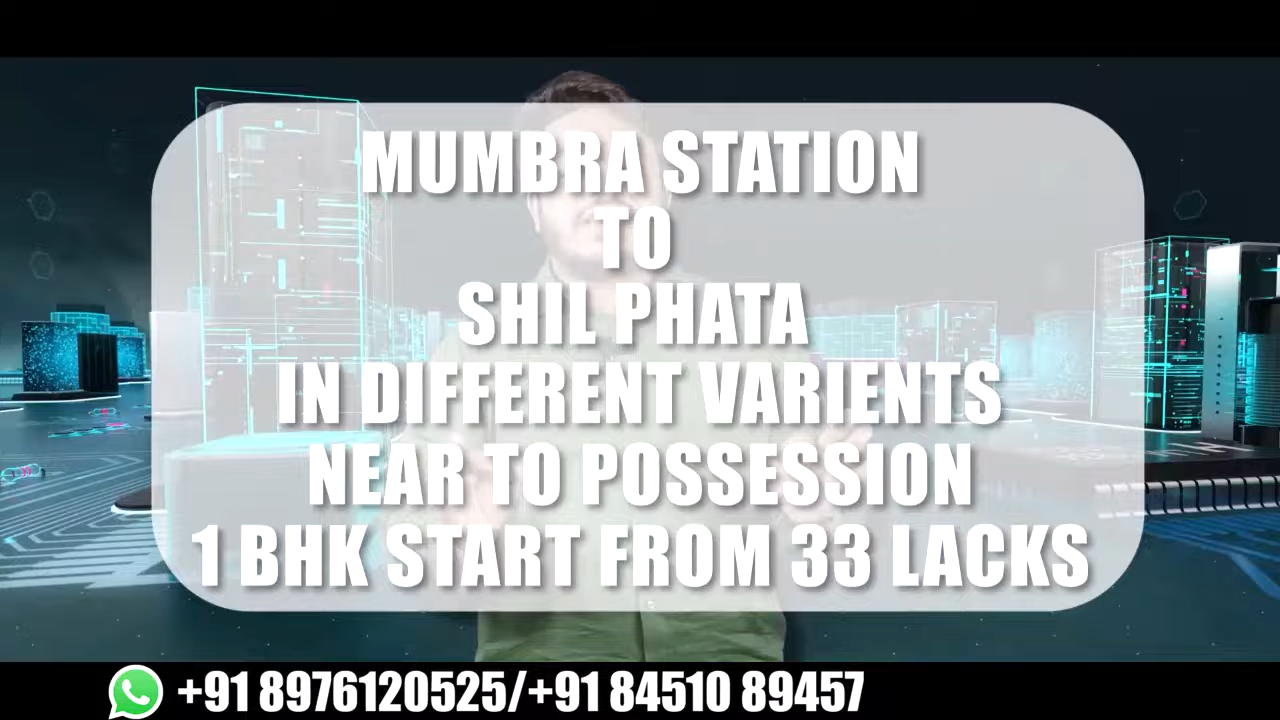 MUMBRA STATION
TO
SHIL PHATA
IN DIFFERENT VARIENTS
NEAR TO POSSESSION
1 BHK START FROM 33 LACKS
+91 8976120525/+91 84510 89457